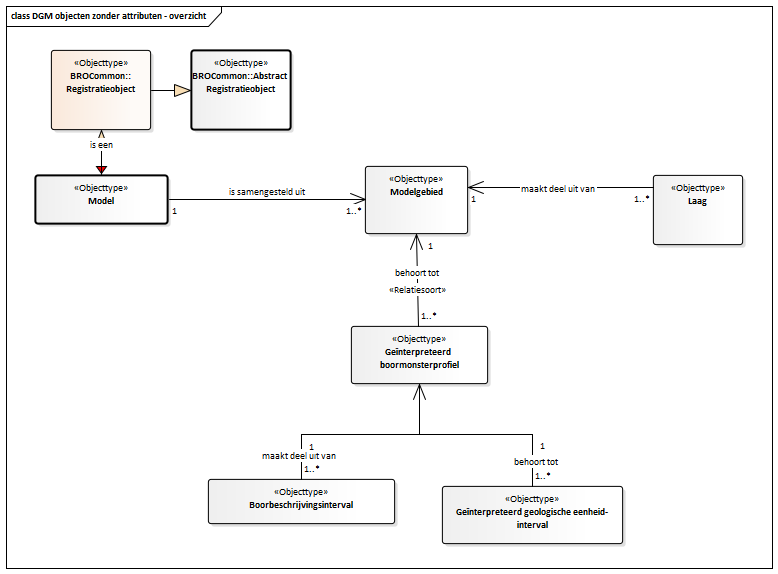 class DGM objecten zonder attributen - overzicht
«Objecttype»
BROCommon::
Registratieobject
«Objecttype»
BROCommon::Abstract
Registratieobject
is een
«Objecttype»
Model
1
is samengesteld uit
1..*
«Objecttype»
Modelgebied
1
maakt deel uit van
1..*
«Objecttype»
Laag
1
behoort tot
«Relatiesoort»
1..*
«Objecttype»
Geïnterpreteerd
boormonsterprofiel
1
maakt deel uit van
1..*
1
behoort tot
1..*
«Objecttype»
Boorbeschrijvingsinterval
«Objecttype»
Geïnterpreteerd geologische eenheid-
interval